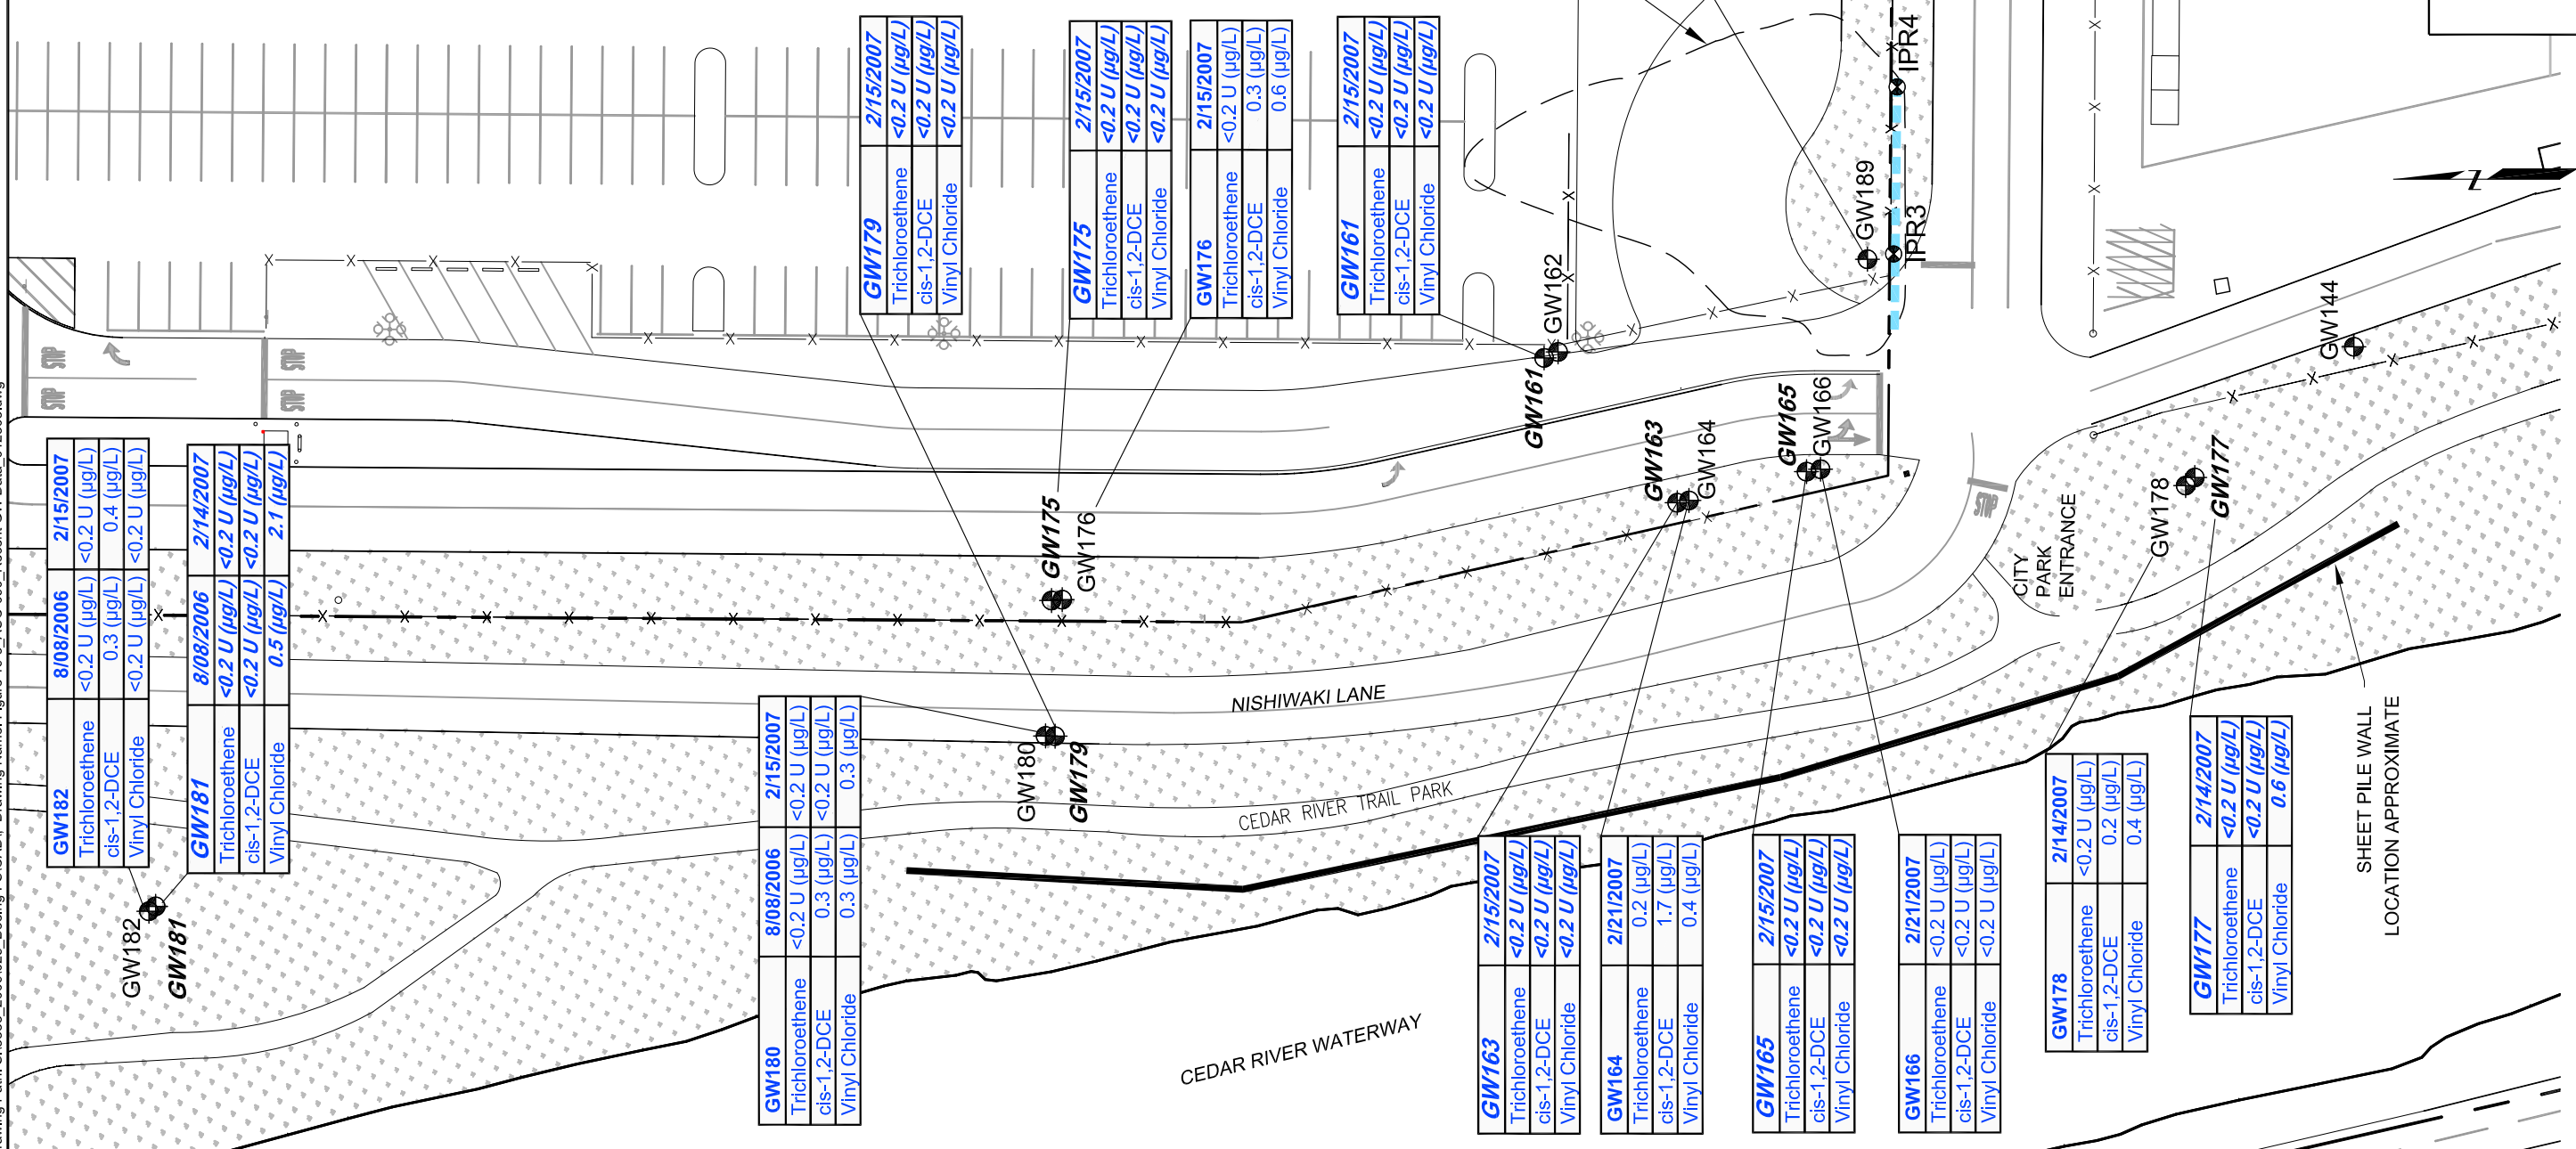 GW179 2/15/2007
Trichloroethene <0.2 U (µg/L)
cis-1,2-DCE <0.2 U (µg/L)
Vinyl Chloride <0.2 U (µg/L)
GW175 2/15/2007
Trichloroethene <0.2 U (µg/L)
cis-1,2-DCE <0.2 U (µg/L)
Vinyl Chloride <0.2 U (µg/L)
GW176 2/15/2007
Trichloroethene <0.2 U (µg/L)
cis-1,2-DCE 0.3 (µg/L)
Vinyl Chloride 0.6 (µg/L)
GW161 2/15/2007
Trichloroethene <0.2 U (µg/L)
cis-1,2-DCE <0.2 U (µg/L)
Vinyl Chloride <0.2 U (µg/L)
IPR4
GW189
IPR3
Z
GW162
GW161
GW144
STOP
STOP
STOP
STOP
GW182 8/08/2006 2/15/2007
Trichloroethene <0.2 U (µg/L) <0.2 U (µg/L)
cis-1,2-DCE 0.3 (µg/L) 0.4 (µg/L)
Vinyl Chloride <0.2 U (µg/L) <0.2 U (µg/L)
GW181 8/08/2006 2/14/2007
Trichloroethene <0.2 U (µg/L) <0.2 U (µg/L)
cis-1,2-DCE <0.2 U (µg/L) <0.2 U (µg/L)
Vinyl Chloride 0.5 (µg/L) 2.1 (µg/L)
GW175
GW176
GW163
GW164
GW165
GW166
STOP
CITY
PARK
ENTRANCE
GW178
GW177
NISHIWAKI LANE
GW180
GW179
CEDAR RIVER TRAIL PARK
GW182
GW181
GW180 8/08/2006 2/15/2007
Trichloroethene <0.2 U (µg/L) <0.2 U (µg/L)
cis-1,2-DCE 0.3 (µg/L) <0.2 U (µg/L)
Vinyl Chloride 0.3 (µg/L) 0.3 (µg/L)
CEDAR RIVER WATERWAY
GW163 2/15/2007
Trichloroethene <0.2 U (µg/L)
cis-1,2-DCE <0.2 U (µg/L)
Vinyl Chloride <0.2 U (µg/L)
GW164 2/21/2007
Trichloroethene 0.2 (µg/L)
cis-1,2-DCE 1.7 (µg/L)
Vinyl Chloride 0.4 (µg/L)
GW165 2/15/2007
Trichloroethene <0.2 U (µg/L)
cis-1,2-DCE <0.2 U (µg/L)
Vinyl Chloride <0.2 U (µg/L)
GW166 2/21/2007
Trichloroethene <0.2 U (µg/L)
cis-1,2-DCE <0.2 U (µg/L)
Vinyl Chloride <0.2 U (µg/L)
GW178 2/14/2007
Trichloroethene <0.2 U (µg/L)
cis-1,2-DCE 0.2 (µg/L)
Vinyl Chloride 0.4 (µg/L)
GW177 2/14/2007
Trichloroethene <0.2 U (µg/L)
cis-1,2-DCE <0.2 U (µg/L)
Vinyl Chloride 0.6 (µg/L)
SHEET PILE WALL
LOCATION APPROXIMATE